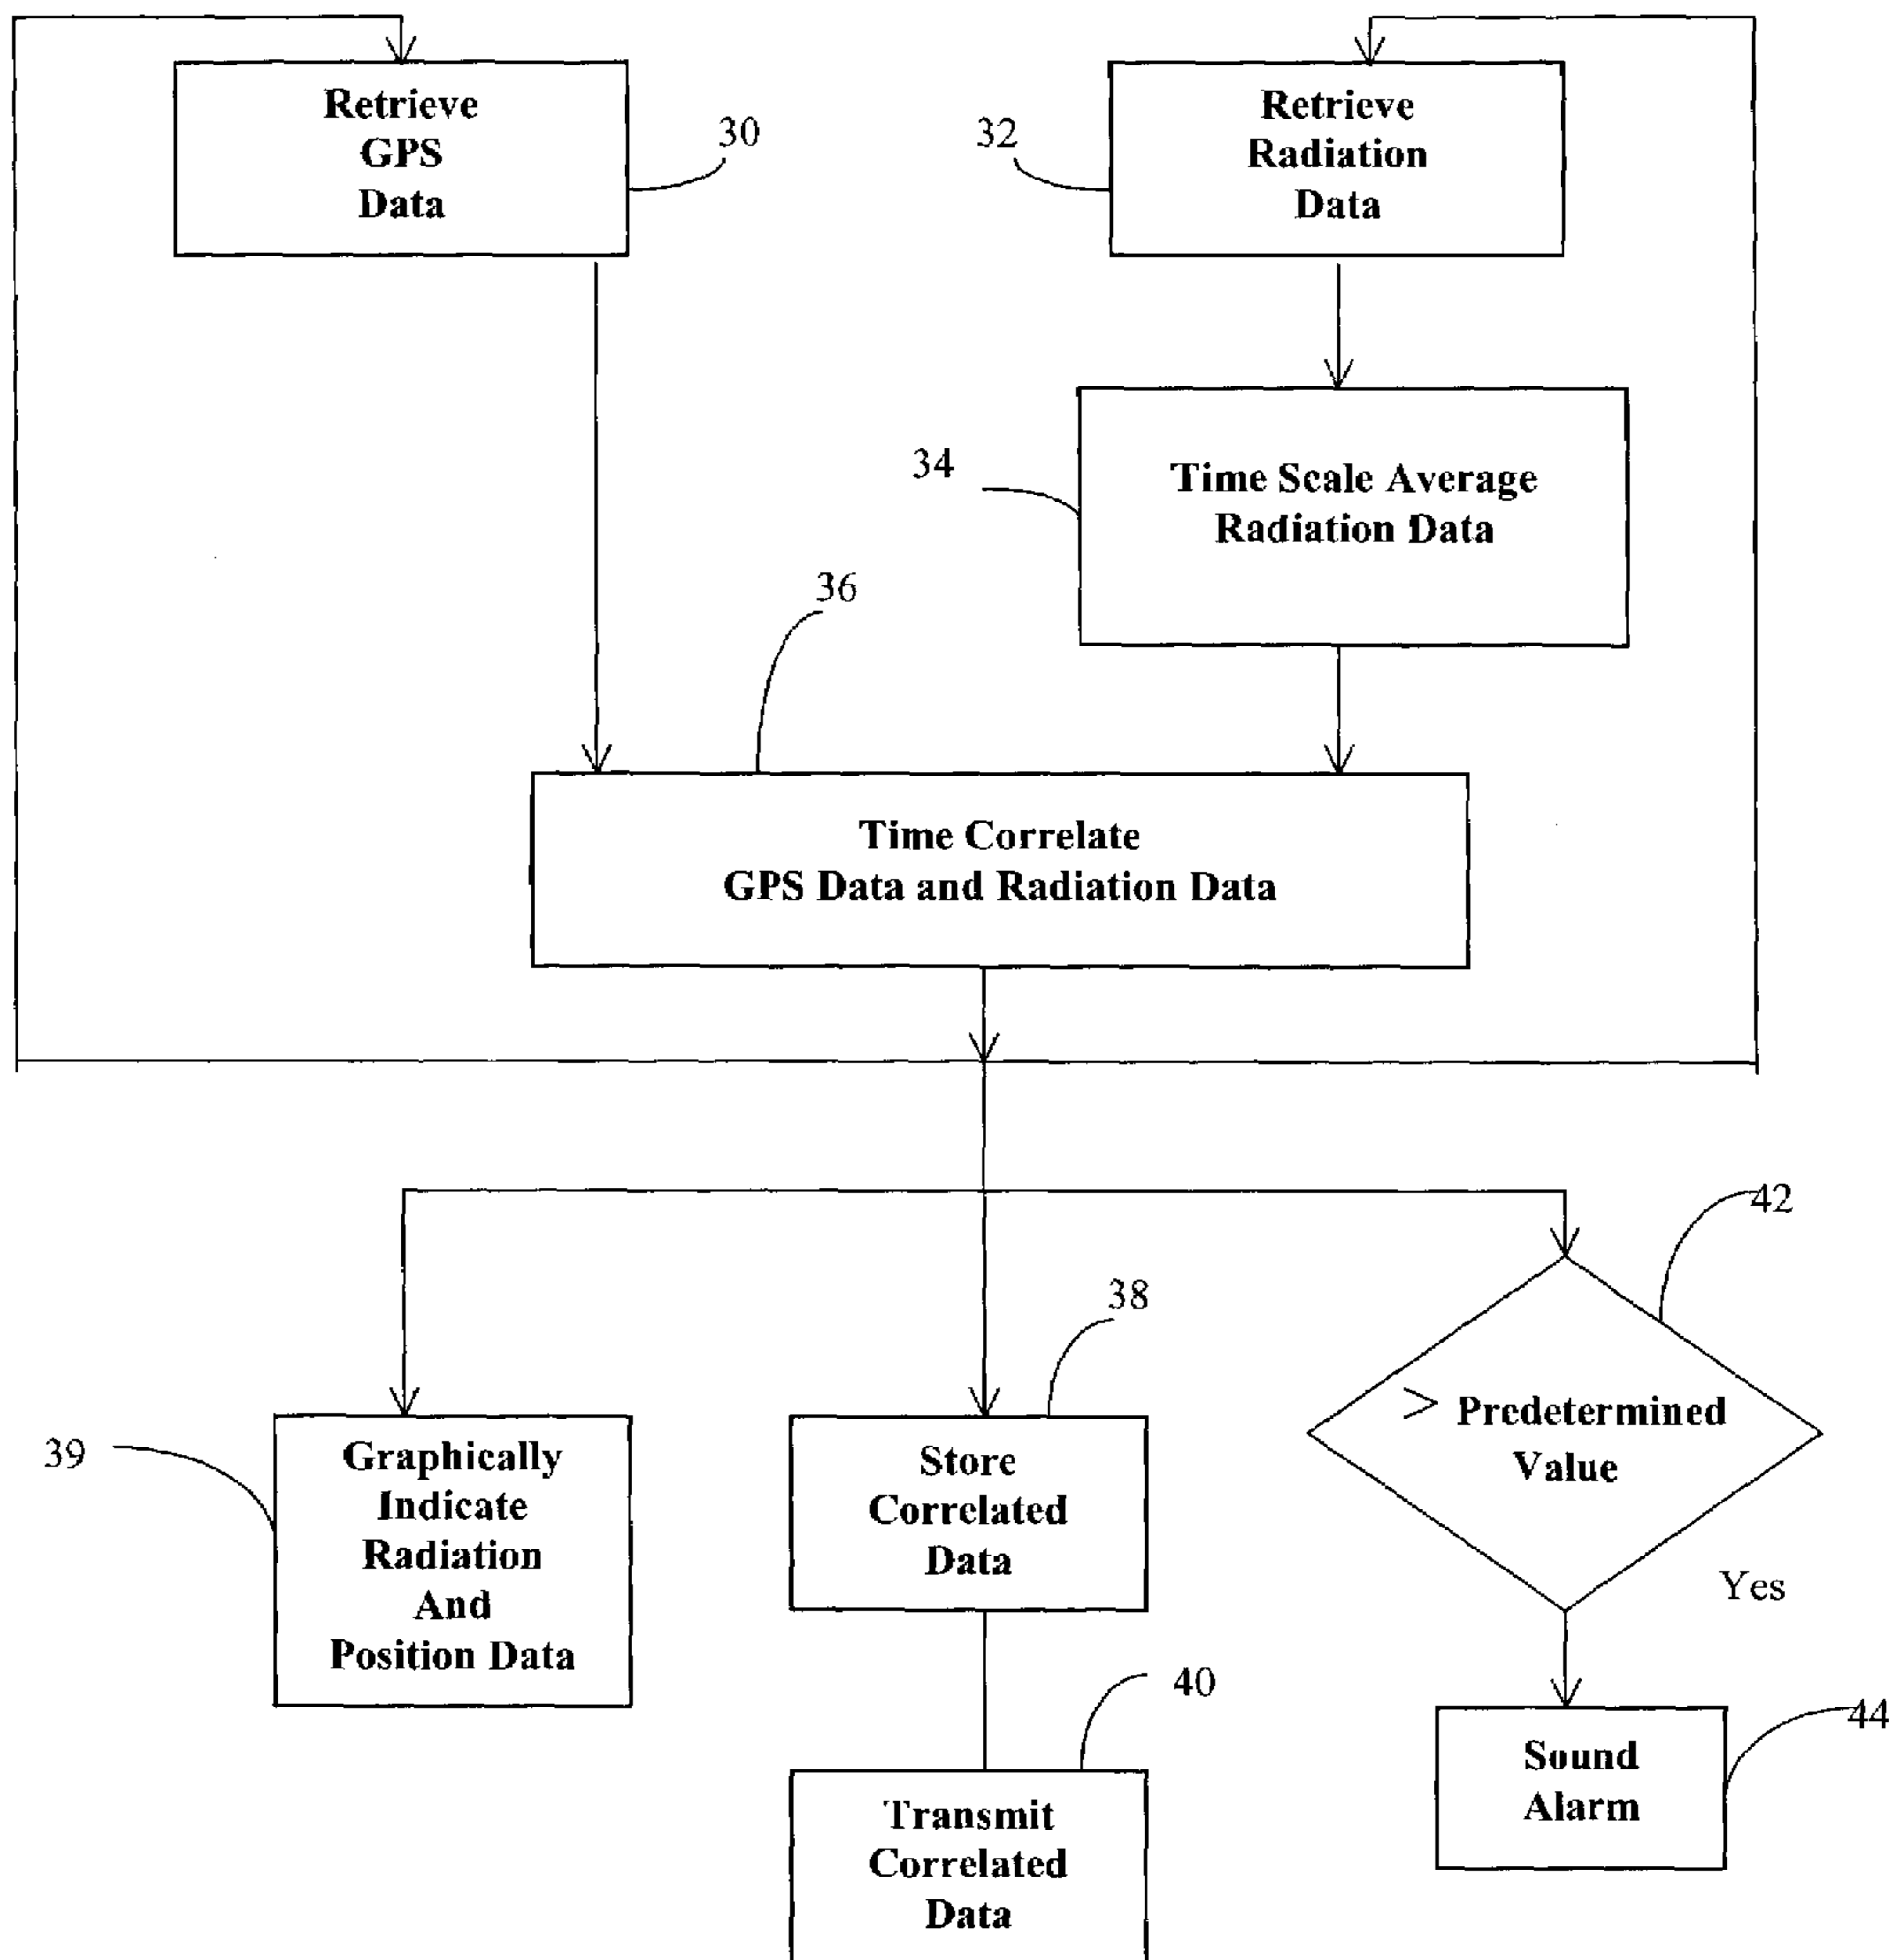 Retrieve
GPS
Data
30
32
Retrieve
Radiation
Data
34
Time Scale Average
Radiation Data
36
Time Correlate
GPS Data and Radiation Data
42
38
> Predetermined
Value
39
Graphically
Indicate
Radiation
And
Position Data
Store
Correlated
Data
Yes
40
44
Sound
Alarm
Transmit
Correlated
Data